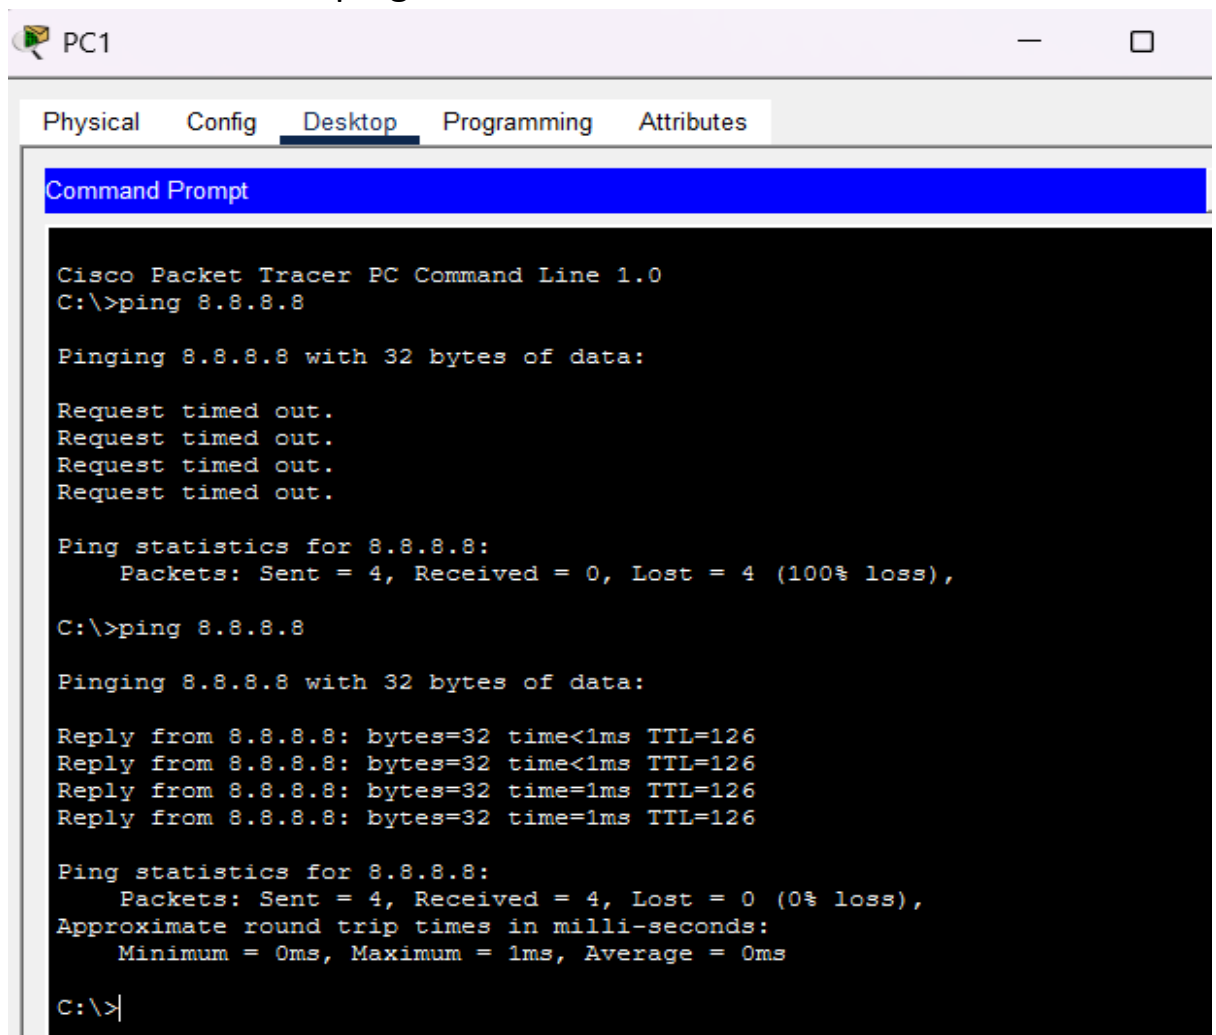 PC1
Physical Config Desktop Programming Attributes
Command Prompt
Cisco Packet Tracer PC Command Line 1.0
C:\>ping 8.8.8.8
Pinging 8.8.8.8 with 32 bytes of data:
Request timed out.
Request timed out.
Request timed out.
Request timed out.
Ping statistics for 8.8.8.8:
Packets: Sent = 4, Received = 0, Lost = 4 (100% loss),
C:\>ping 8.8.8.8
Pinging 8.8.8.8 with 32 bytes of data:
Reply from 8.8.8.8: bytes=32 time<1ms TTL=126
Reply from 8.8.8.8: bytes=32 time<1ms TTL=126
Reply from 8.8.8.8: bytes=32 time=1ms TTL=126
Reply from 8.8.8.8: bytes=32 time=1ms TTL=126
Ping statistics for 8.8.8.8:
Packets: Sent = 4, Received = 4, Lost = 0 (0% loss),
Approximate round trip times in milli-seconds:
Minimum = 0ms, Maximum = 1ms, Average = 0ms
C:\>